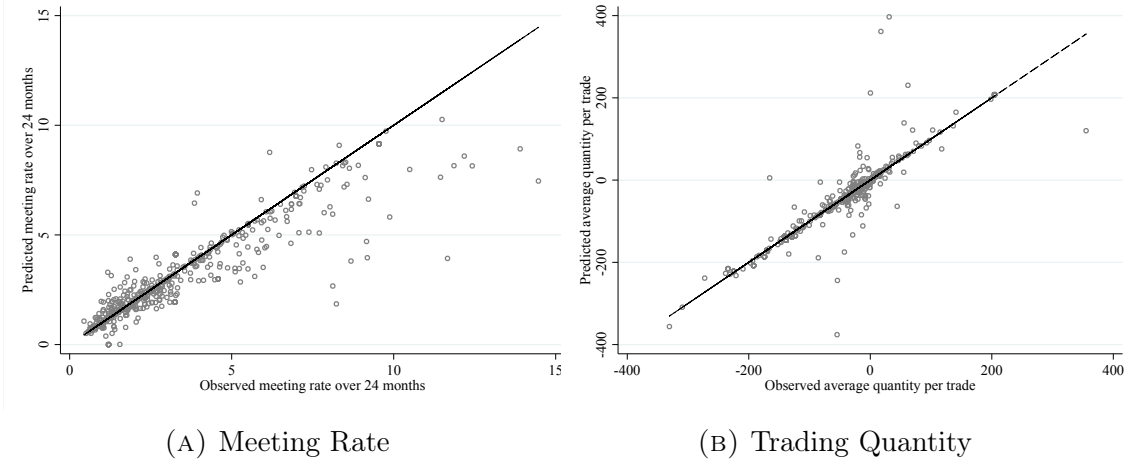 Predicted meeting rate over 24 months
15
10
5
0
0 5 10 15
Observed meeting rate over 24 months
(A) Meeting Rate
Predicted average quantity per trade
400
200
0
-200
-400
-400 -200 0 200 400
Observed average quantity per trade
(B) Trading Quantity